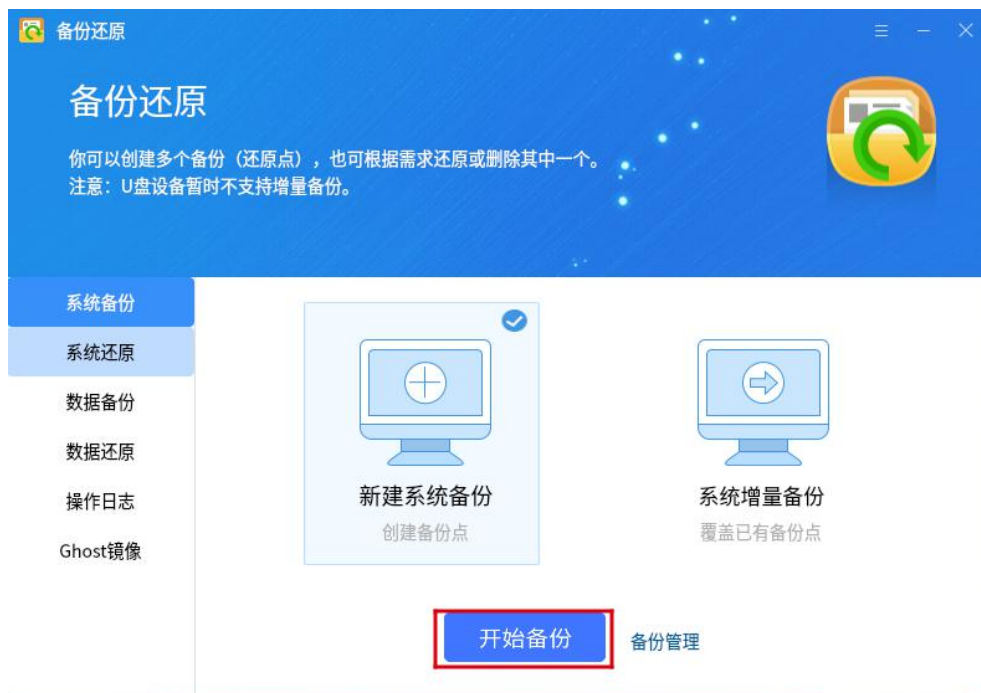 备份还原
备份还原
你可以创建多个备份（还原点），也可根据需求还原或删除其中一个。
注意：U盘设备暂时不支持增量备份。
系统备份
系统还原
数据备份
数据还原
操作日志
Ghost镜像
新建系统备份
创建备份点
系统增量备份
覆盖已有备份点
开始备份
备份管理